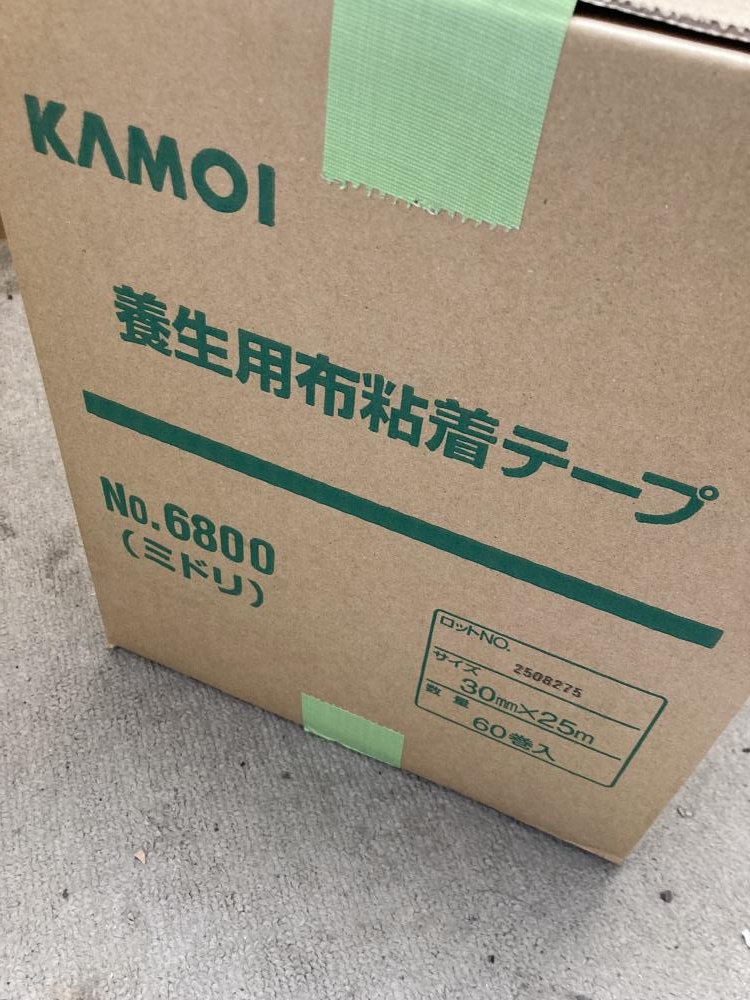 KAMOI
養生用布粘着テープ
No.6800
(ミドリ)
ロットNO. 2508275
サイズ 30mm×25m
数量 60巻入